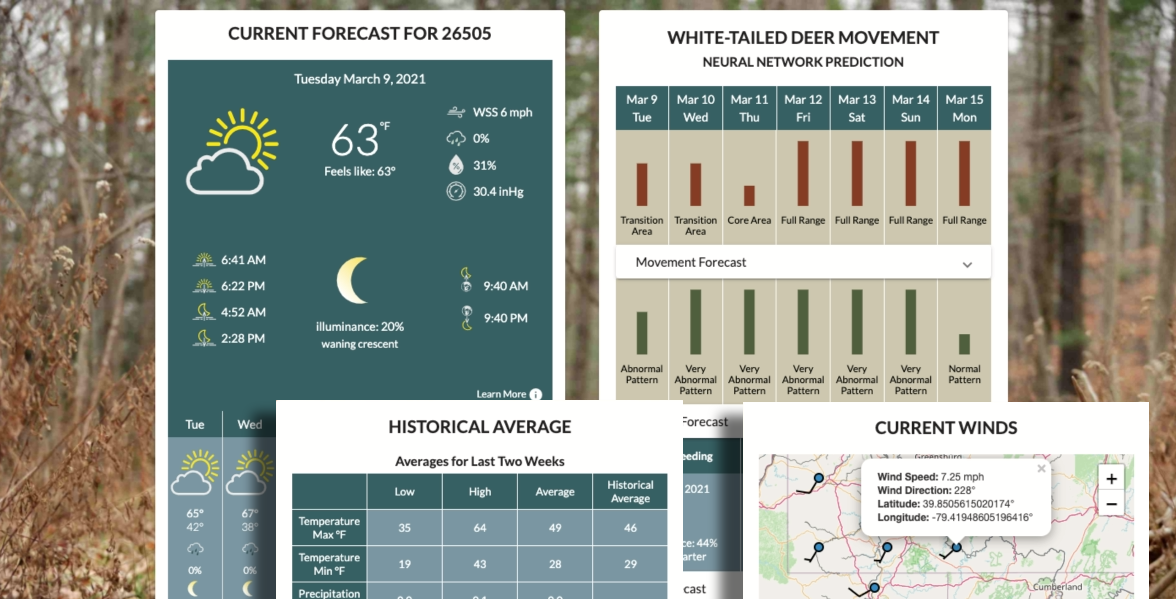 CURRENT FORECAST FOR 26505
Tuesday March 9, 2021
63°F
Feels like: 63°
WSS 6 mph
0%
31%
30.4 inHg
6:41 AM
6:22 PM
4:52 AM
2:28 PM
illuminance: 20%
waning crescent
9:40 AM
9:40 PM
Learn More
Tue Wed
65° 67°
42° 38°
0% 0%
WHITE-TAILED DEER MOVEMENT
NEURAL NETWORK PREDICTION
Mar 9 Mar 10 Mar 11 Mar 12 Mar 13 Mar 14 Mar 15
Tue Wed Thu Fri Sat Sun Mon
Transition Transition Core Area Full Range Full Range Full Range Full Range
Area Area
Movement Forecast
Abnormal Very Very Very Very Very Normal
Pattern Abnormal Abnormal Abnormal Abnormal Abnormal Pattern
Pattern Pattern Pattern Pattern Pattern
HISTORICAL AVERAGE
Averages for Last Two Weeks
Low High Average Historical
Average
Temperature
Max °F 35 64 49 46
Temperature
Min °F 19 43 28 29
Precipitation
Forecast
eeding
2021
ce: 44%
arter
cast
CURRENT WINDS
Greensburg
Wind Speed: 7.25 mph
Wind Direction: 228°
Latitude: 39.8505615020174°
Longitude: -79.41948605196416°
×
+
−
Cumberland